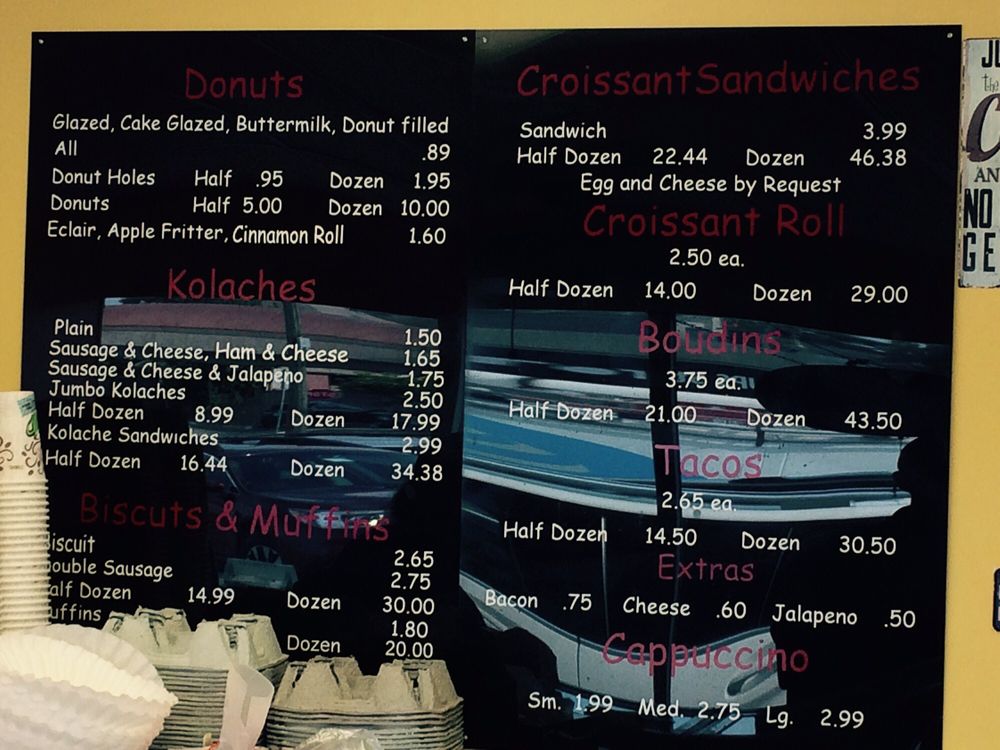 Donuts
Glazed, Cake Glazed, Buttermilk, Donut filled
All .89
Donut Holes Half .95 Dozen 1.95
Donuts Half 5.00 Dozen 10.00
Eclair, Apple Fritter, Cinnamon Roll 1.60
Kolaches
Plain 1.50
Sausage & Cheese, Ham & Cheese 1.65
Sausage & Cheese & Jalapeno 1.75
Jumbo Kolaches 2.50
Half Dozen 8.99 Dozen 17.99
Kolache Sandwiches 2.99
Half Dozen 16.44 Dozen 34.38
Biscuts & Muffins
iscuit 2.65
ouble Sausage 2.75
alf Dozen 14.99 Dozen 30.00
uffins 1.80
Dozen 20.00
Croissant Sandwiches
Sandwich 3.99
Half Dozen 22.44 Dozen 46.38
Egg and Cheese by Request
Croissant Roll
2.50 ea.
Half Dozen 14.00 Dozen 29.00
Boudins
3.75 ea.
Half Dozen 21.00 Dozen 43.50
Tacos
2.65 ea.
Half Dozen 14.50 Dozen 30.50
Extras
Bacon .75 Cheese .60 Jalapeno .50
Cappuccino
Sm. 1.99 Med. 2.75 Lg. 2.99
the
C
AN
NO
GE